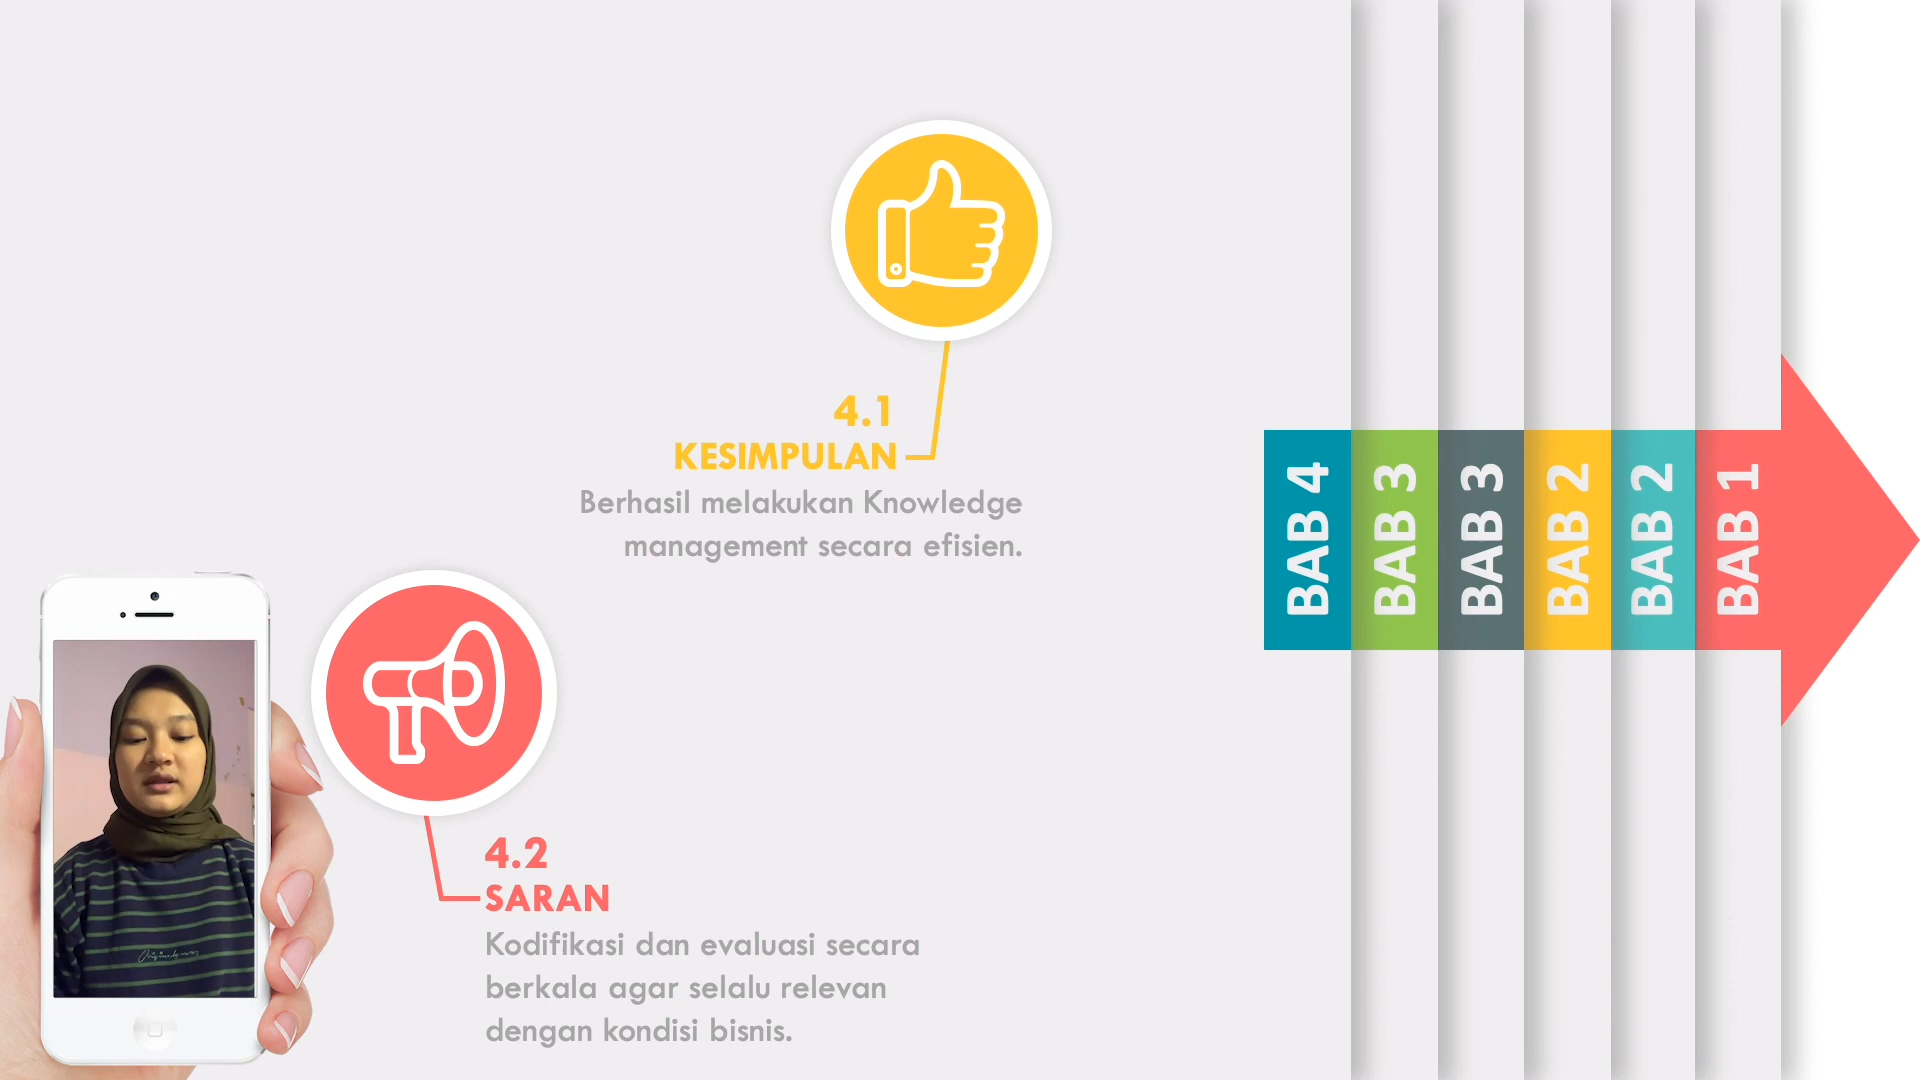 4.1
KESIMPULAN
Berhasil melakukan Knowledge
management secara efisien.
4.2
SARAN
Kodifikasi dan evaluasi secara
berkala agar selalu relevan
dengan kondisi bisnis.
BAB 4
BAB 3
BAB 3
BAB 2
BAB 2
BAB 1